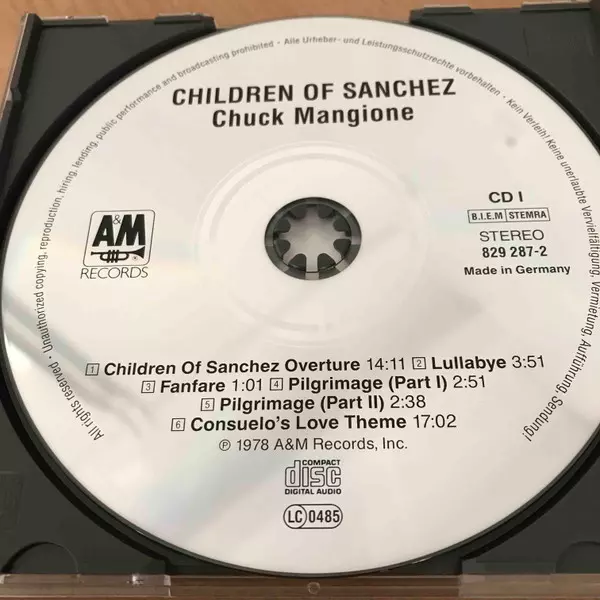 All rights reserved • Unauthorized copying, reproduction, hiring, lending, public performance and broadcasting prohibited • Alle Urheber- und Leistungsschutzrechte vorbehalten • Kein Verleih! Keine unerlaubte Vervielfältigung, Vermietung, Aufführung, Sendung!
CHILDREN OF SANCHEZ
Chuck Mangione
A&M
RECORDS
CD I
B.I.E.M STEMRA
STEREO
829 287-2
Made in Germany
1 Children Of Sanchez Overture 14:11 2 Lullabye 3:51
3 Fanfare 1:01 4 Pilgrimage (Part I) 2:51
5 Pilgrimage (Part II) 2:38
6 Consuelo's Love Theme 17:02
℗ 1978 A&M Records, Inc.
COMPACT
disc
DIGITAL AUDIO
LC 0485